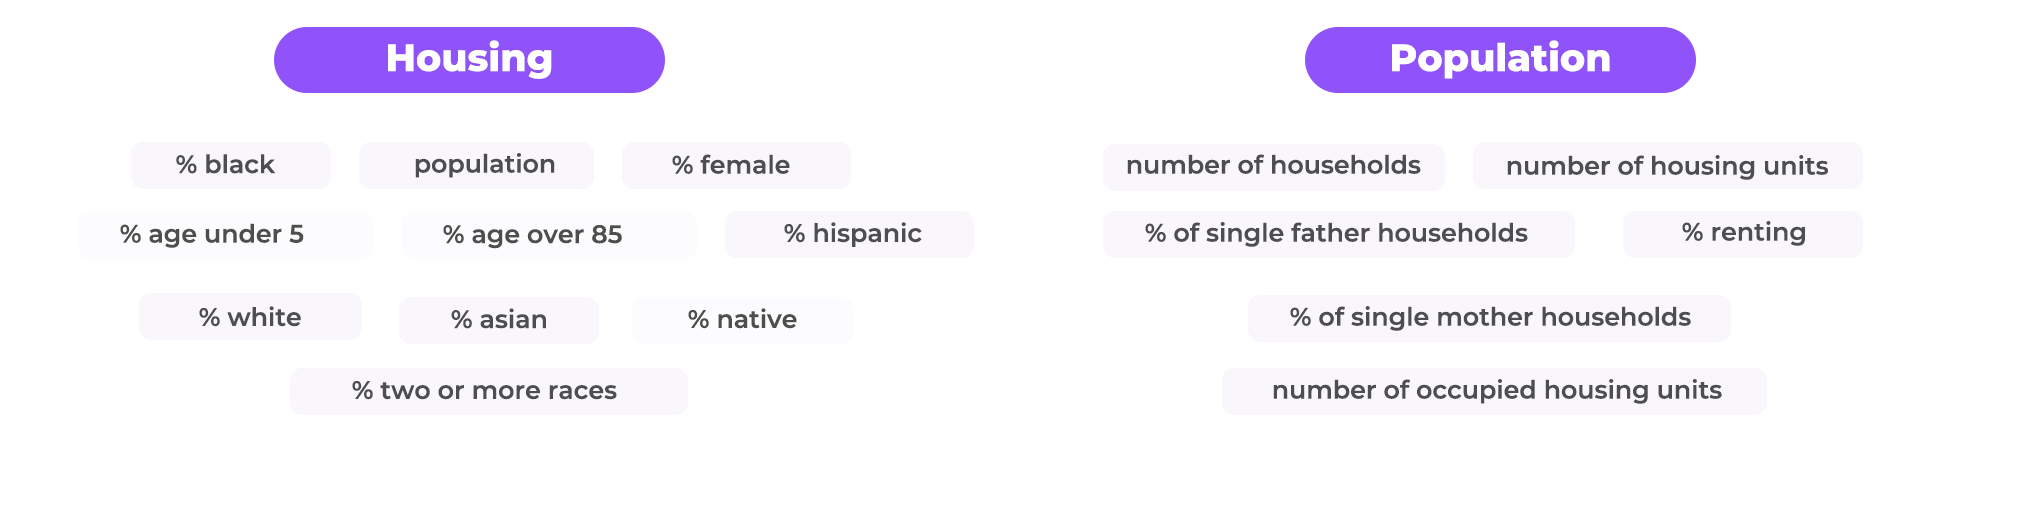 Housing
% black
population
% female
% age under 5
% age over 85
% hispanic
% white
% asian
% native
% two or more races
Population
number of households
number of housing units
% of single father households
% renting
% of single mother households
number of occupied housing units